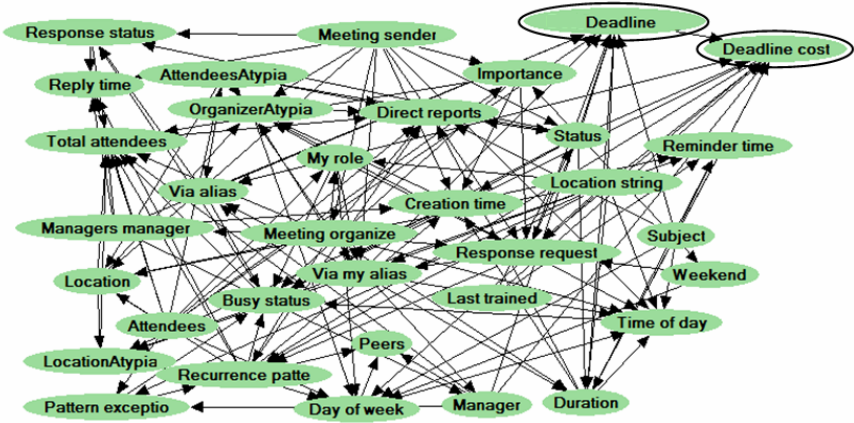 Response status
Meeting sender
Deadline
Deadline cost
Reply time
AttendeesAtypia
Importance
OrganizerAtypia
Direct reports
Total attendees
Status
Reminder time
My role
Via alias
Location string
Creation time
Managers manager
Meeting organize
Subject
Response request
Location
Via my alias
Weekend
Busy status
Last trained
Attendees
Time of day
Peers
LocationAtypia
Recurrence patte
Pattern exceptio
Day of week
Manager
Duration